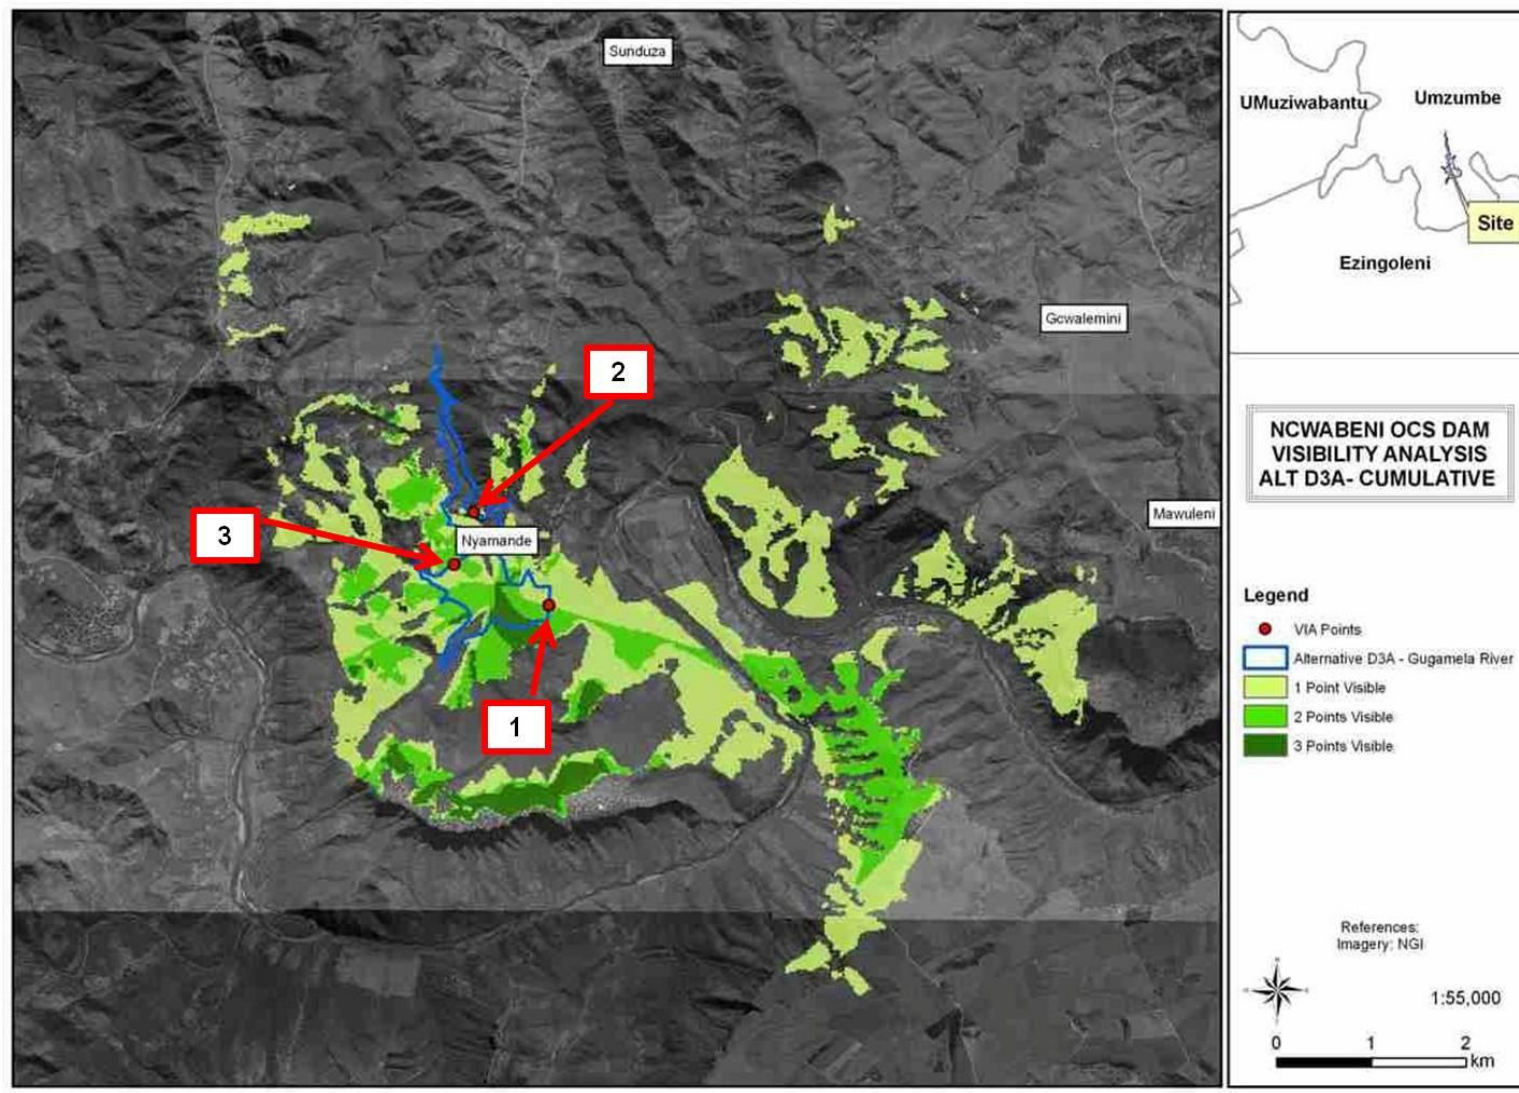 Sunduza
Gcwalemini
2
3
Nyamande
Mawuleni
1
UMuziwabantu
Umzumbe
Site
Ezingoleni
NCWABENI OCS DAM
VISIBILITY ANALYSIS
ALT D3A- CUMULATIVE
Legend
VIA Points
Alternative D3A - Gugamela River
1 Point Visible
2 Points Visible
3 Points Visible
References:
Imagery: NGI
1:55,000
0 1 2
km